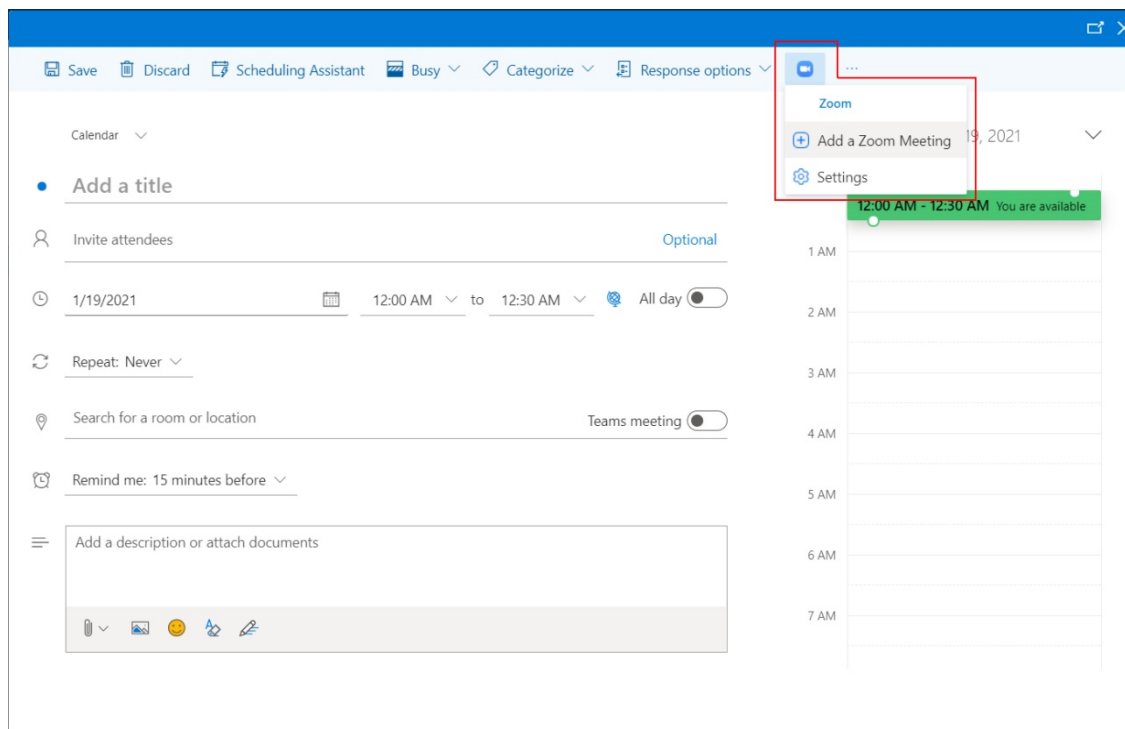 Save Discard Scheduling Assistant Busy Categorize Response options ...
Zoom
Add a Zoom Meeting
Settings
Calendar
19, 2021
Add a title
12:00 AM - 12:30 AM You are available
Invite attendees Optional
1 AM
1/19/2021 12:00 AM to 12:30 AM All day
2 AM
Repeat: Never
3 AM
Search for a room or location Teams meeting
4 AM
Remind me: 15 minutes before
5 AM
Add a description or attach documents
6 AM
7 AM